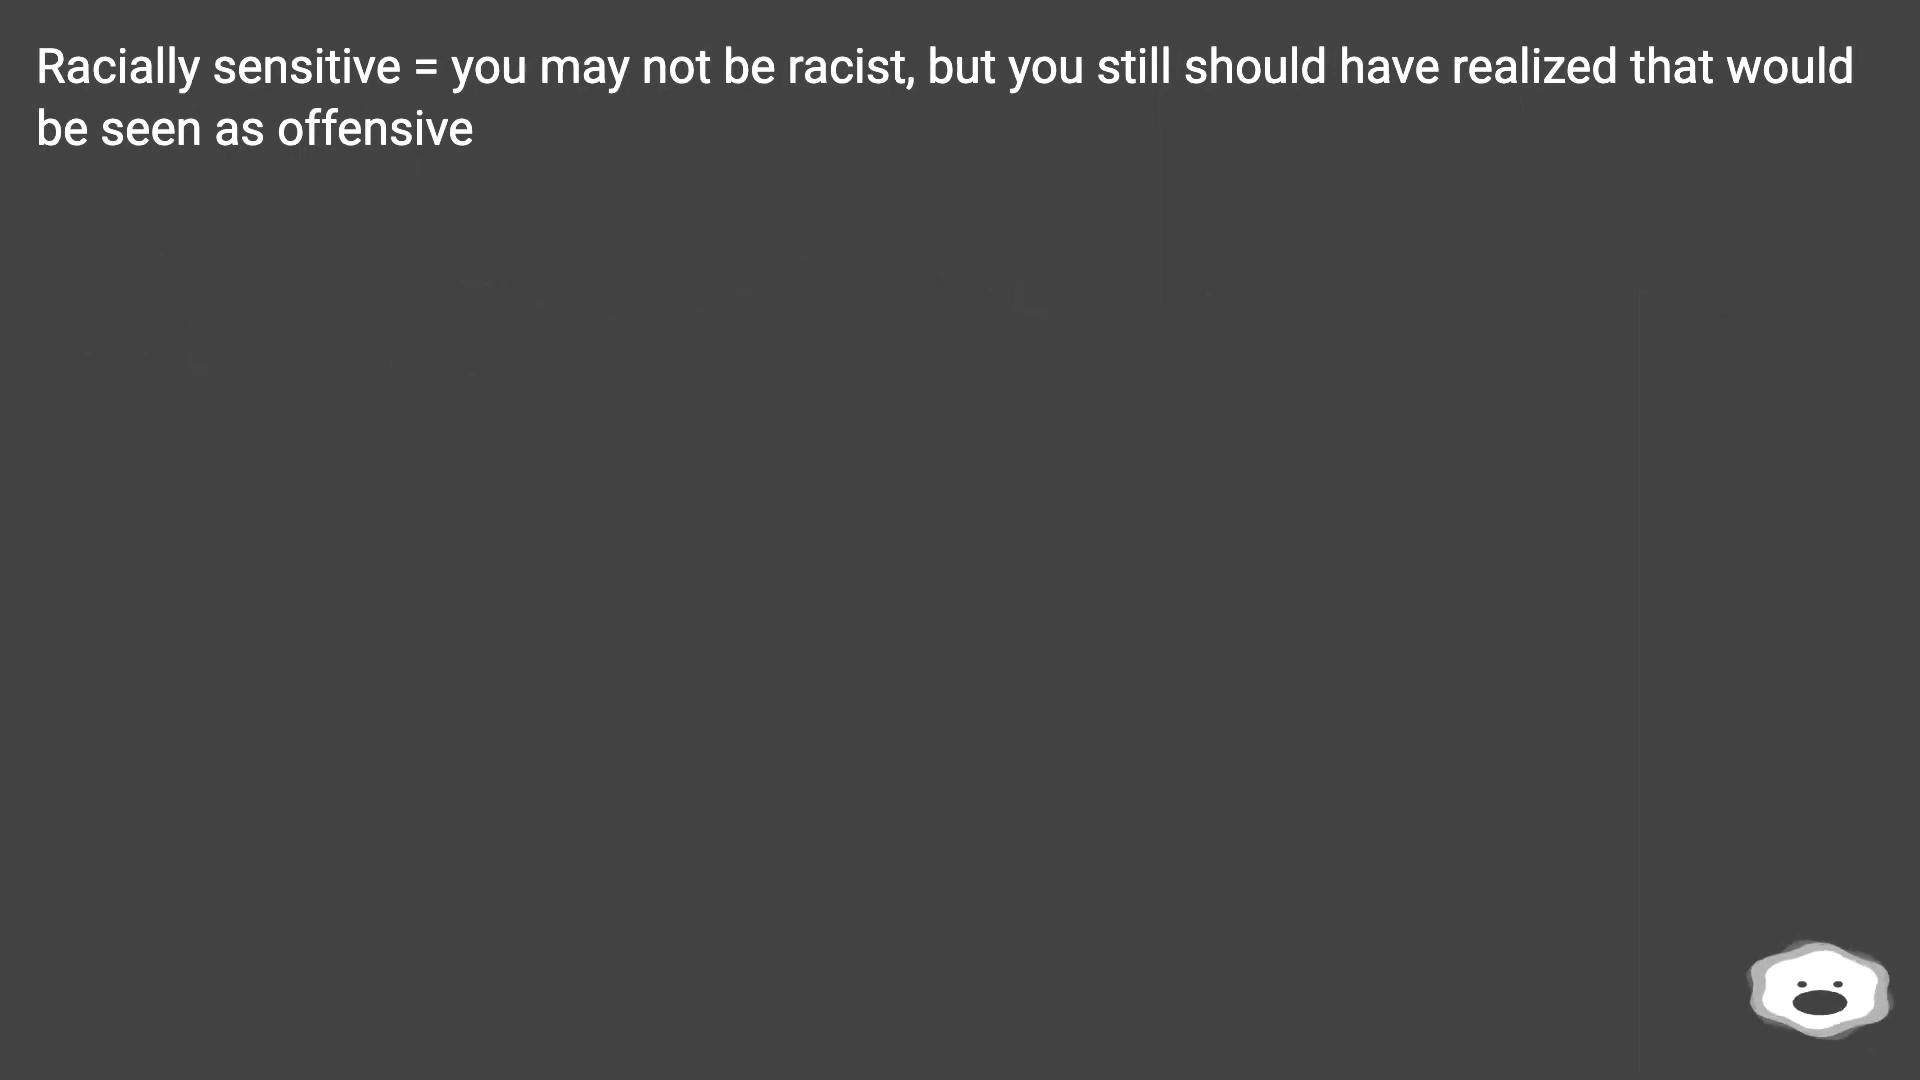 Racially sensitive = you may not be racist, but you still should have realized that would
be seen as offensive